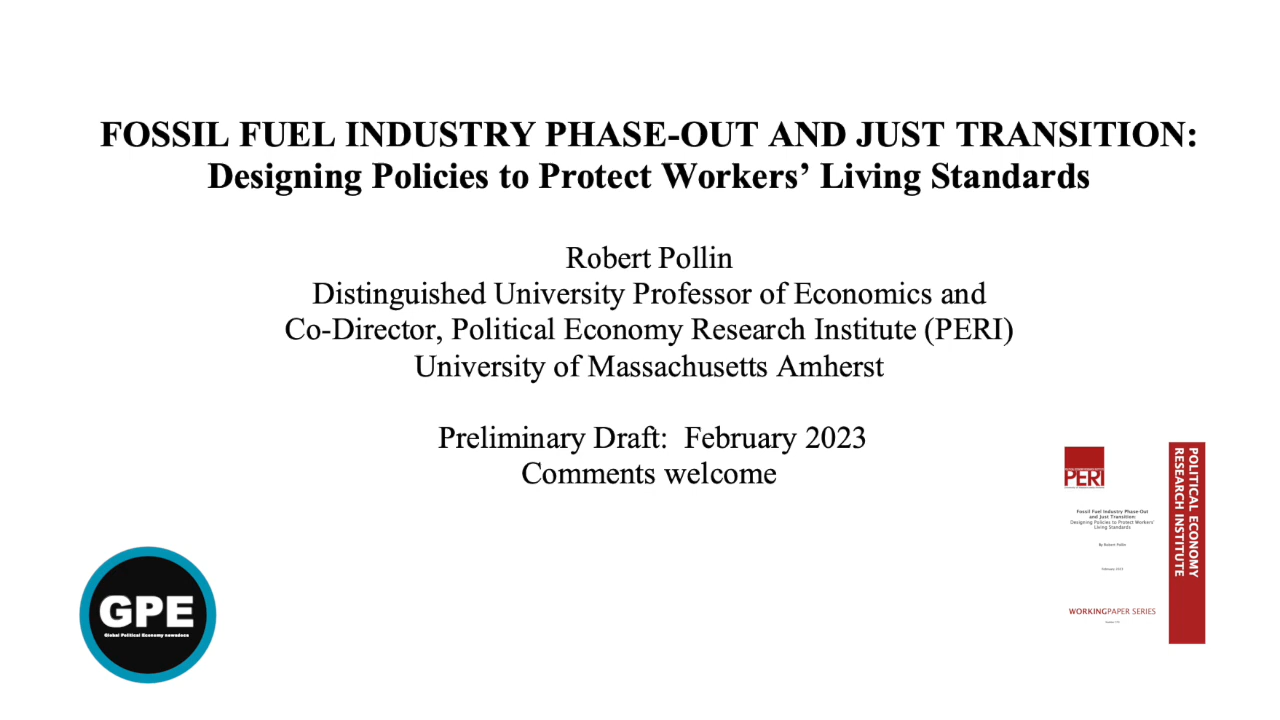 FOSSIL FUEL INDUSTRY PHASE-OUT AND JUST TRANSITION:
Designing Policies to Protect Workers’ Living Standards
Robert Pollin
Distinguished University Professor of Economics and
Co-Director, Political Economy Research Institute (PERI)
University of Massachusetts Amherst
Preliminary Draft:  February 2023
Comments welcome
PERI
Fossil Fuel Industry Phase-Out
and Just Transition:
Designing Policies to Protect Workers'
Living Standards
By Robert Pollin
February 2023
WORKINGPAPER SERIES
POLITICAL ECONOMY
RESEARCH INSTITUTE
GPE
Global Political Economy